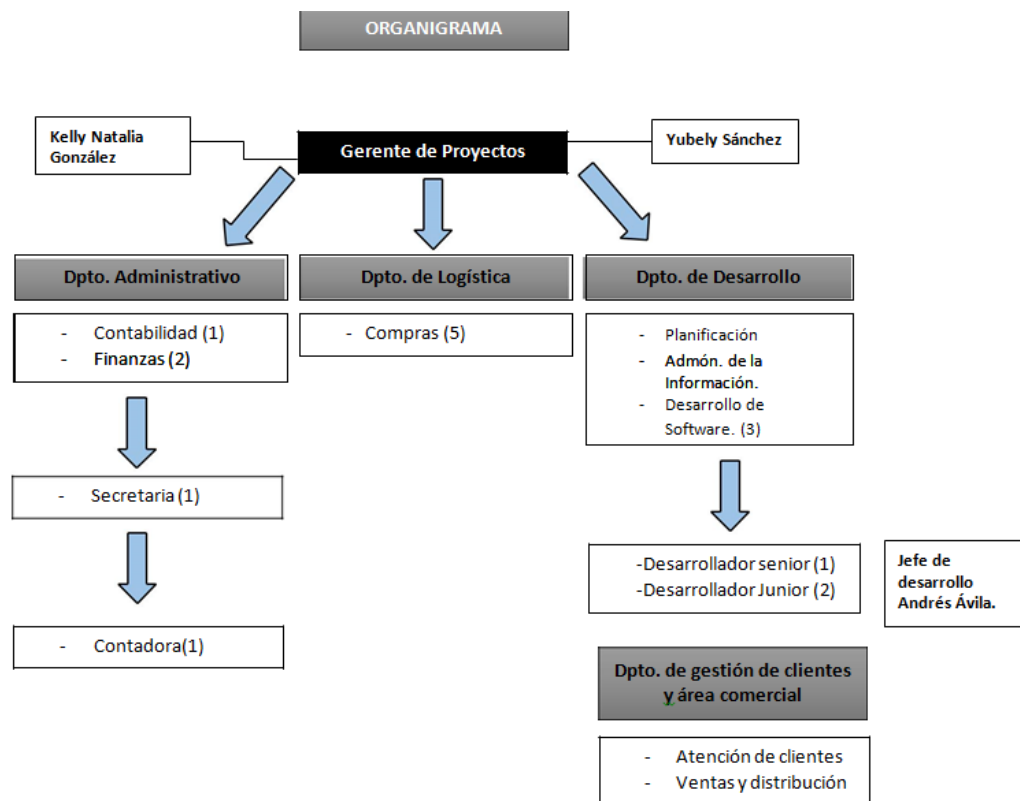 ORGANIGRAMA
Kelly Natalia
González
Gerente de Proyectos
Yubely Sánchez
Dpto. Administrativo
Dpto. de Logística
Dpto. de Desarrollo
- Contabilidad (1)
- Finanzas (2)
- Compras (5)
- Planificación
- Admón. de la
Información.
- Desarrollo de
Software. (3)
- Secretaria (1)
-Desarrollador senior (1)
-Desarrollador Junior (2)
Jefe de
desarrollo
Andrés Ávila.
- Contadora(1)
Dpto. de gestión de clientes
y área comercial
- Atención de clientes
- Ventas y distribución